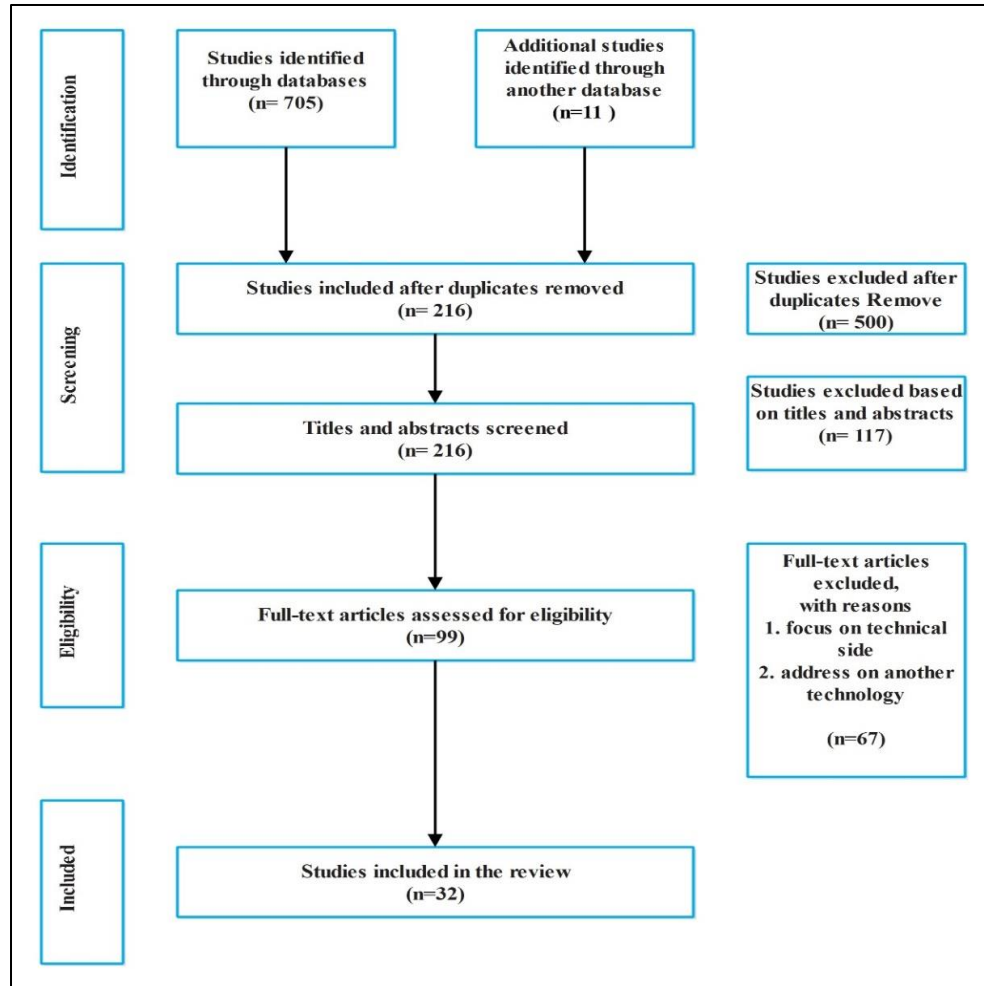 Identification
Studies identified
through databases
(n= 705)
Additional studies
identified through
another database
(n=11 )
Screening
Studies included after duplicates removed
(n= 216)
Studies excluded after
duplicates Remove
(n= 500)
Titles and abstracts screened
(n= 216)
Studies excluded based
on titles and abstracts
(n= 117)
Eligibility
Full-text articles assessed for eligibility
(n=99)
Full-text articles
excluded,
with reasons
1. focus on technical
side
2. address on another
technology
(n=67)
Included
Studies included in the review
(n=32)